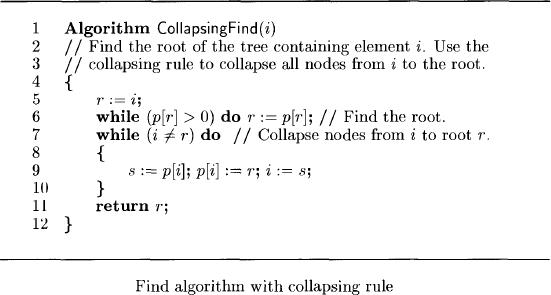 1 Algorithm CollapsingFind(i)
2 // Find the root of the tree containing element i. Use the
3 // collapsing rule to collapse all nodes from i to the root.
4 {
5 r := i;
6 while (p[r] > 0) do r := p[r]; // Find the root.
7 while (i ≠ r) do // Collapse nodes from i to root r.
8 {
9 s := p[i]; p[i] := r; i := s;
10 }
11 return r;
12 }
Find algorithm with collapsing rule